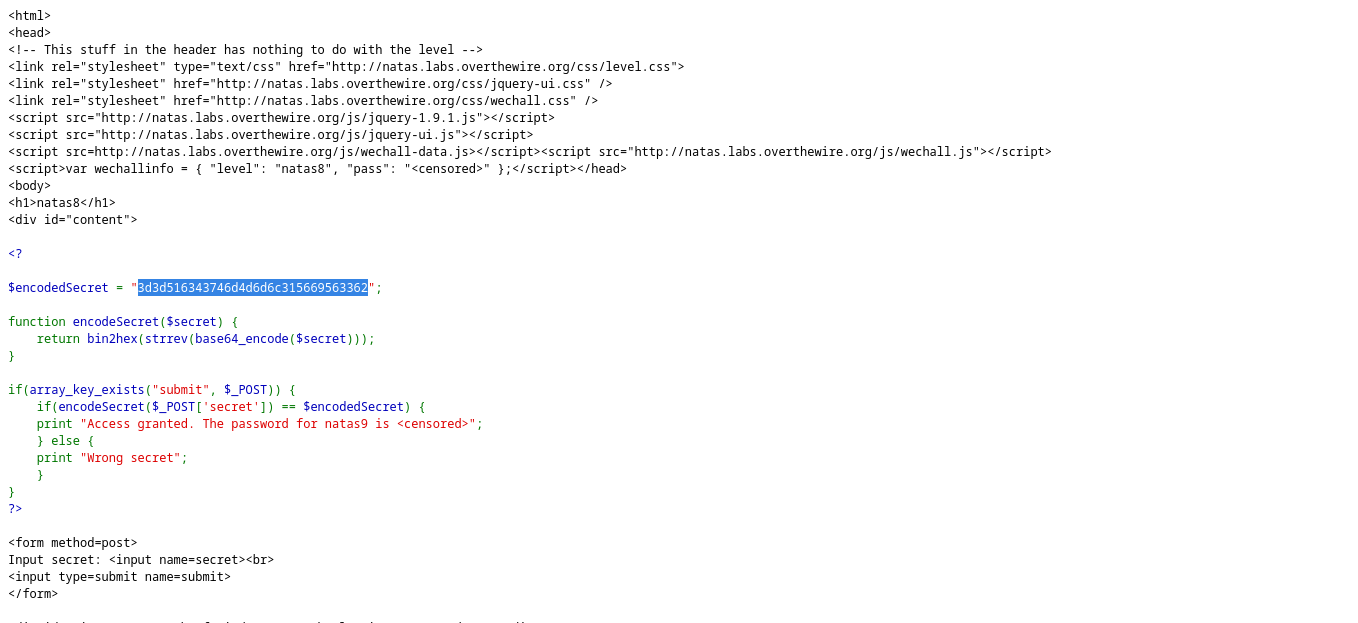 <html>
<head>
<!-- This stuff in the header has nothing to do with the level -->
<link rel="stylesheet" type="text/css" href="http://natas.labs.overthewire.org/css/level.css">
<link rel="stylesheet" href="http://natas.labs.overthewire.org/css/jquery-ui.css" />
<link rel="stylesheet" href="http://natas.labs.overthewire.org/css/wechall.css" />
<script src="http://natas.labs.overthewire.org/js/jquery-1.9.1.js"></script>
<script src="http://natas.labs.overthewire.org/js/jquery-ui.js"></script>
<script src=http://natas.labs.overthewire.org/js/wechall-data.js></script><script src="http://natas.labs.overthewire.org/js/wechall.js"></script>
<script>var wechallinfo = { "level": "natas8", "pass": "<censored>" };</script></head>
<body>
<h1>natas8</h1>
<div id="content">
<?
$encodedSecret = "3d3d516343746d4d6d6c315669563362";
function encodeSecret($secret) {
    return bin2hex(strrev(base64_encode($secret)));
}
if(array_key_exists("submit", $_POST)) {
    if(encodeSecret($_POST['secret']) == $encodedSecret) {
    print "Access granted. The password for natas9 is <censored>";
    } else {
    print "Wrong secret";
    }
}
?>
<form method=post>
Input secret: <input name=secret><br>
<input type=submit name=submit>
</form>